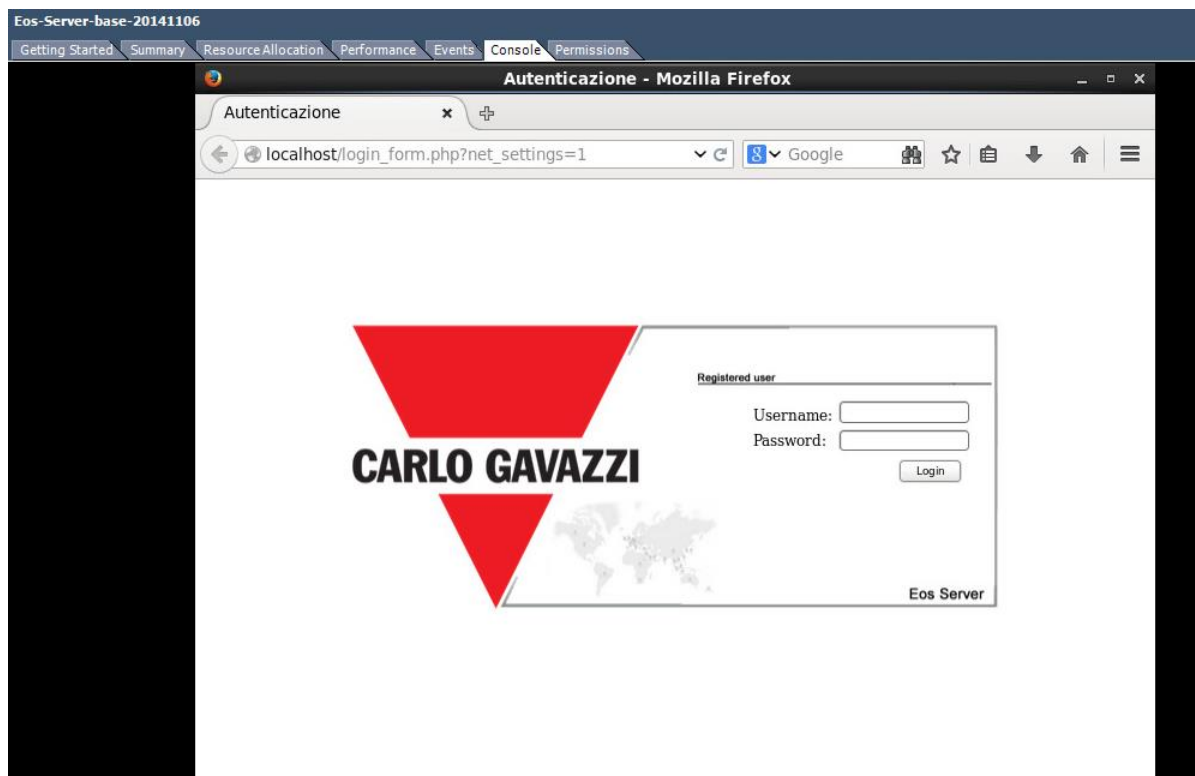 Eos-Server-base-20141106
Getting Started Summary Resource Allocation Performance Events Console Permissions
Autenticazione - Mozilla Firefox
Autenticazione
localhost/login_form.php?net_settings=1
8 Google
Registered user
Username:
Password:
Login
CARLO GAVAZZI
Eos Server